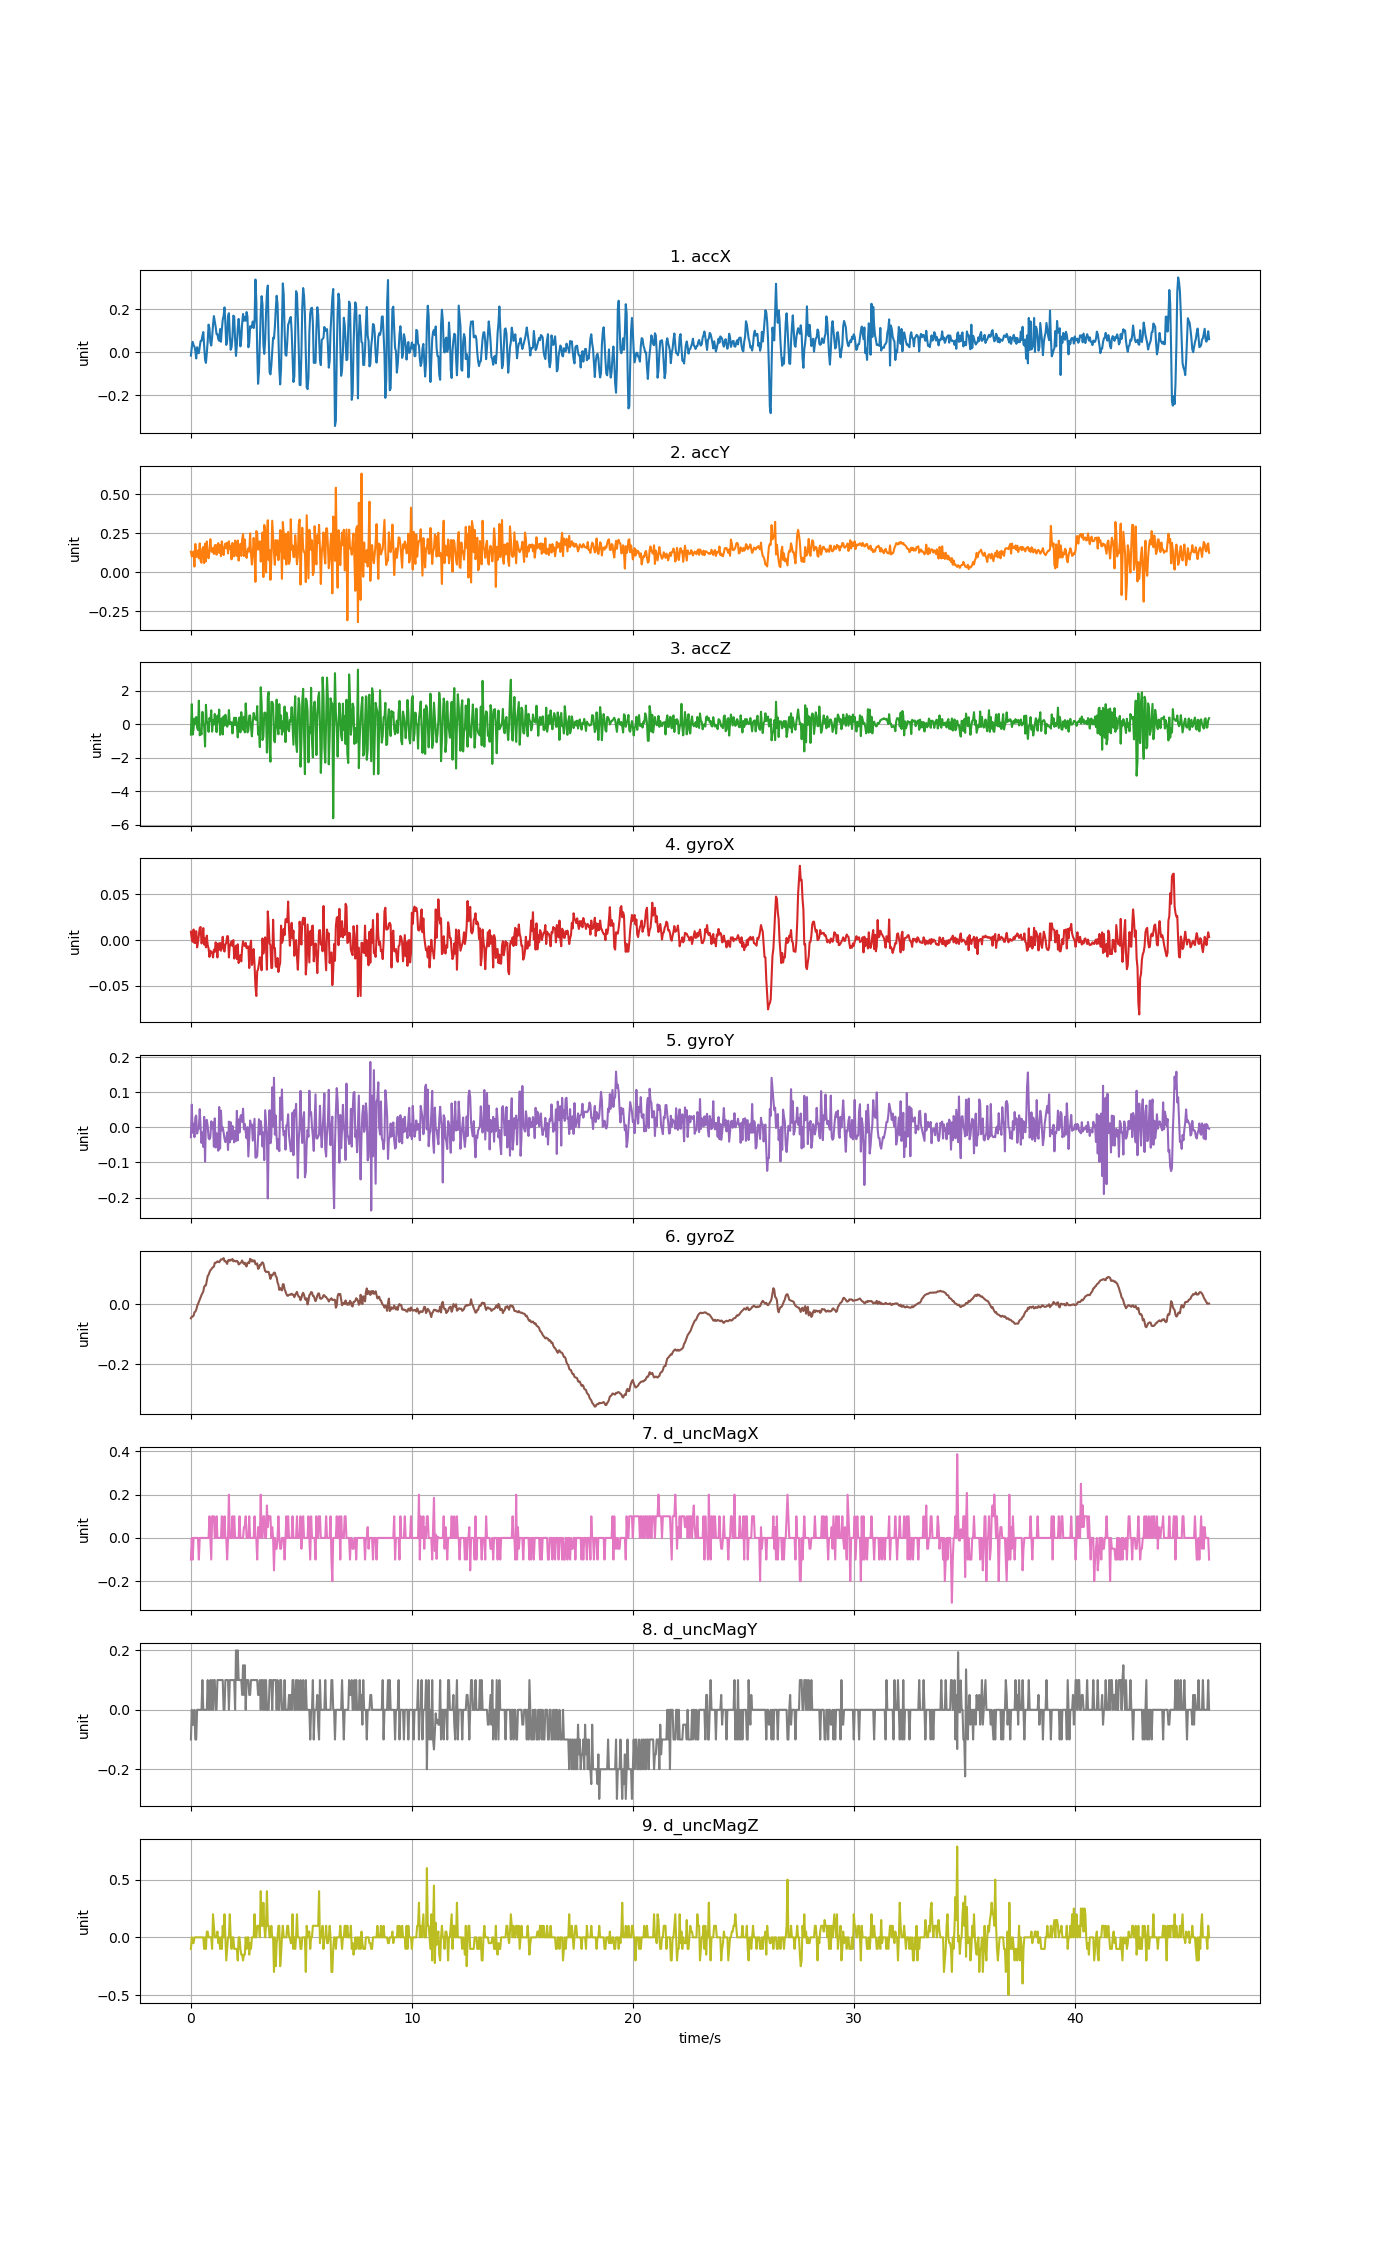 1. accX
0.2
0.0
−0.2
unit
2. accY
0.50
0.25
0.00
−0.25
unit
3. accZ
2
0
−2
−4
−6
unit
4. gyroX
0.05
0.00
−0.05
unit
5. gyroY
0.2
0.1
0.0
−0.1
−0.2
unit
6. gyroZ
0.0
−0.2
unit
7. d_uncMagX
0.4
0.2
0.0
−0.2
unit
8. d_uncMagY
0.2
0.0
−0.2
unit
9. d_uncMagZ
0.5
0.0
−0.5
unit
0 10 20 30 40
time/s